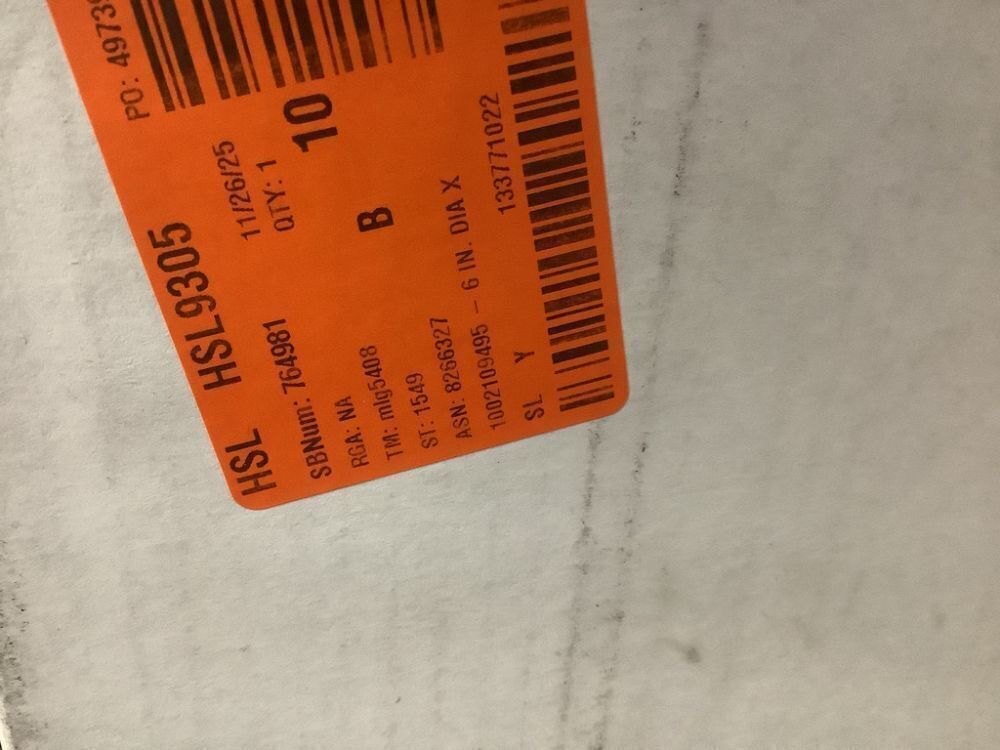 HSL HSL9305 PO: 4973
SBNum: 764981 11/26/25
RGA: NA QTY: 1
TM: mlg5408 B 10
ST: 1549
ASN: 8266327
1002109495 - 6 IN. DIA X
SL Y 133771022